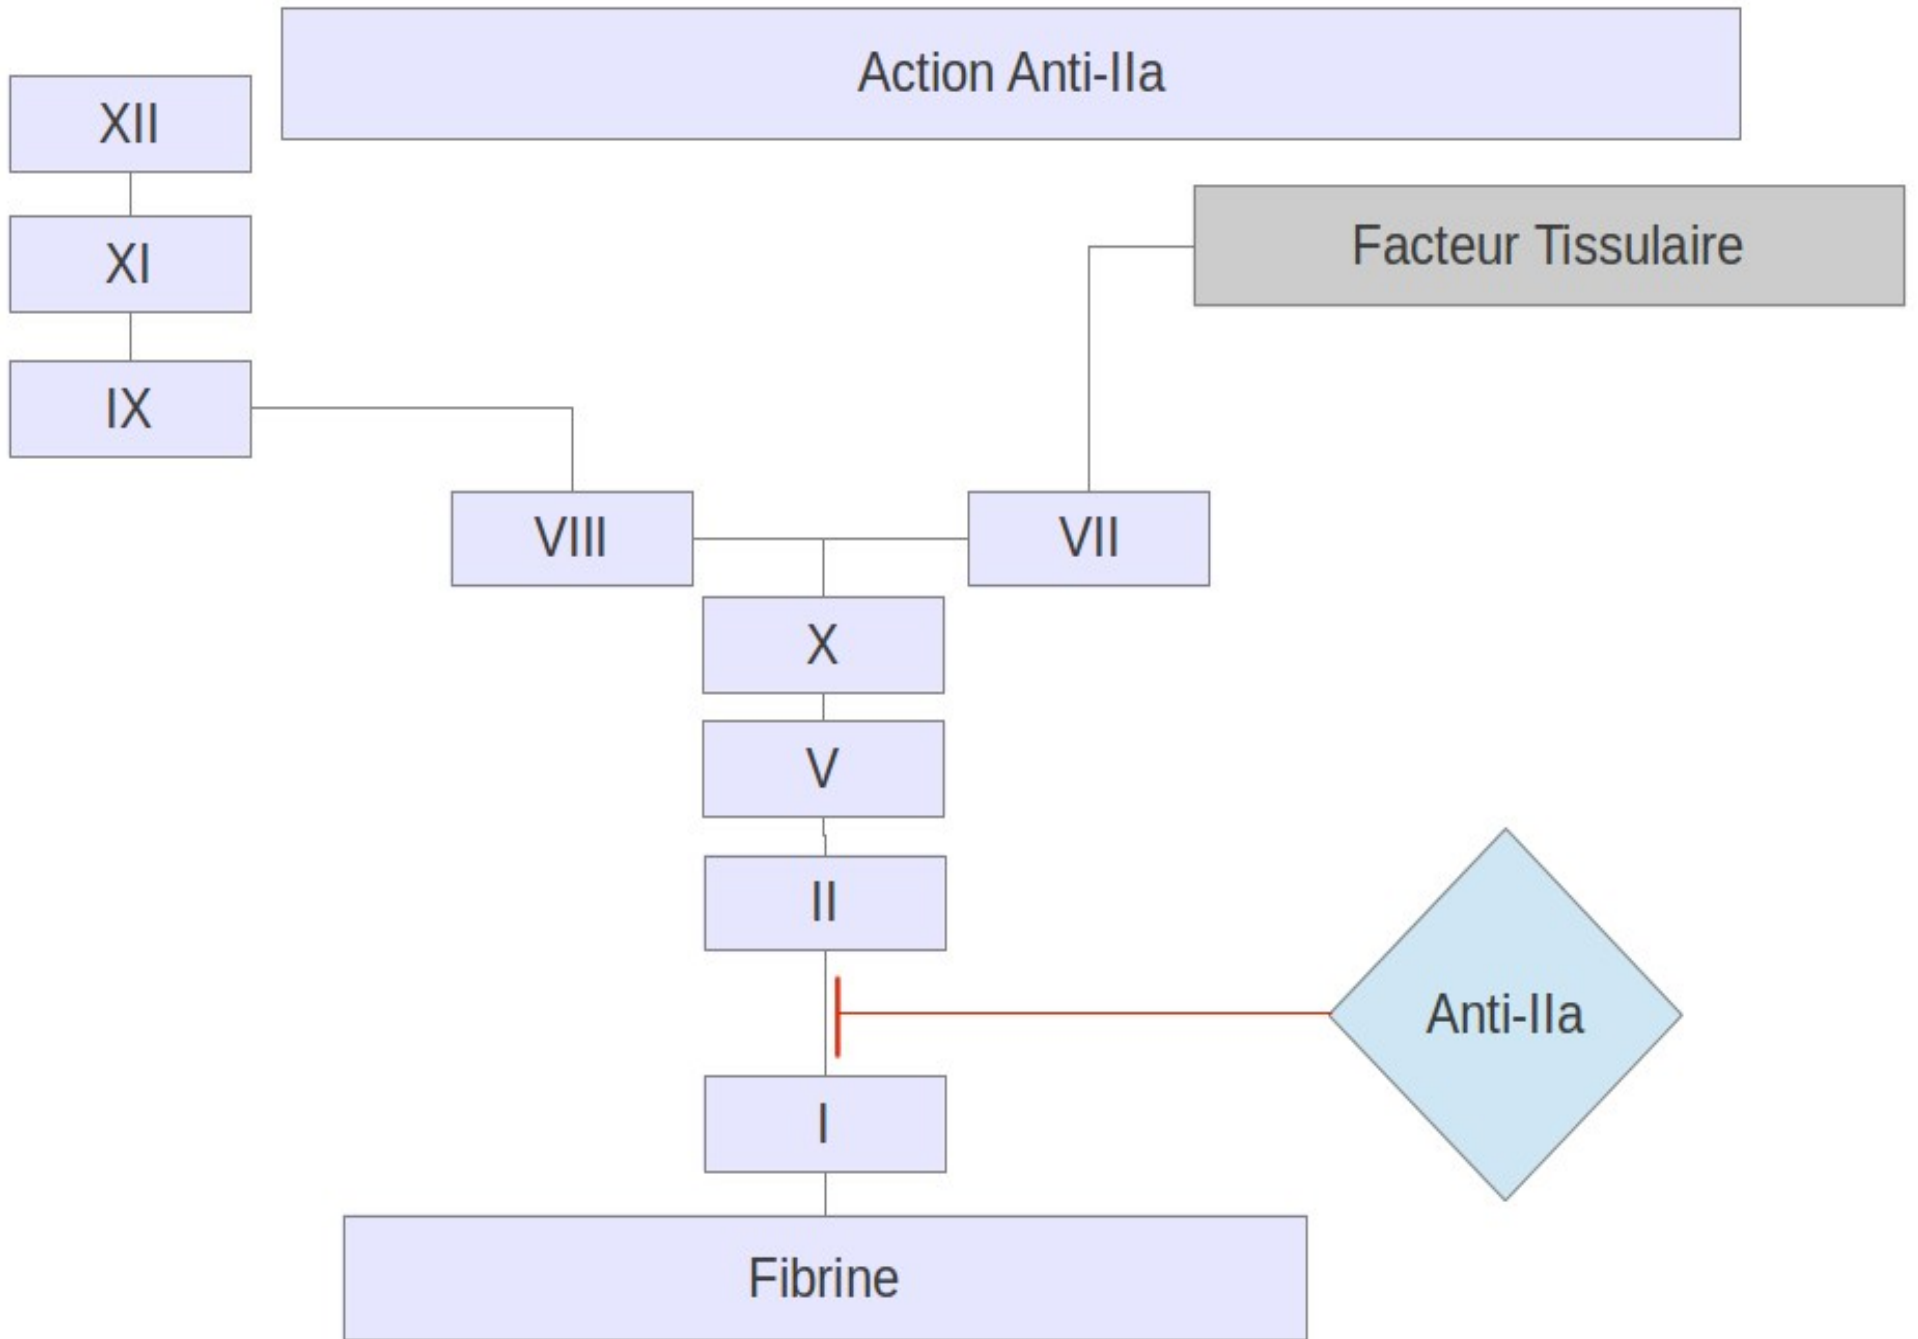 Action Anti-IIa
XII
Facteur Tissulaire
XI
IX
VIII
VII
X
V
II
Anti-IIa
I
Fibrine